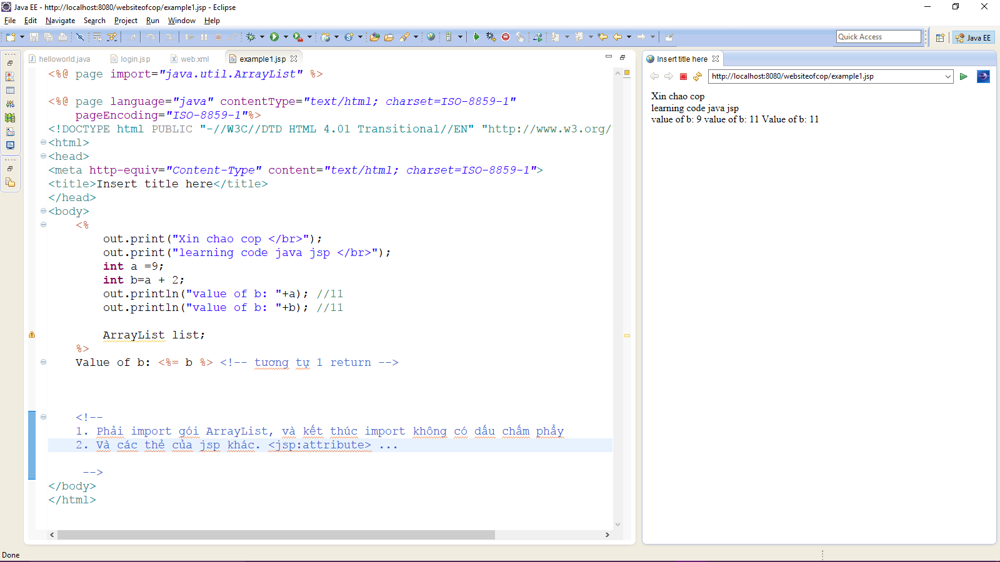 Java EE - http://localhost:8080/websiteofcop/example1.jsp - Eclipse
File Edit Navigate Search Project Run Window Help
Quick Access
Java EE
helloworld.java login.jsp web.xml example1.jsp
<%@ page import="java.util.ArrayList" %>
<%@ page language="java" contentType="text/html; charset=ISO-8859-1"
pageEncoding="ISO-8859-1"%>
<!DOCTYPE html PUBLIC "-//W3C//DTD HTML 4.01 Transitional//EN" "http://www.w3.org/
<html>
<head>
<meta http-equiv="Content-Type" content="text/html; charset=ISO-8859-1">
<title>Insert title here</title>
</head>
<body>
<%
out.print("Xin chao cop </br>");
out.print("learning code java jsp </br>");
int a =9;
int b=a + 2;
out.println("value of b: "+a); //11
out.println("value of b: "+b); //11
ArrayList list;
%>
Value of b: <%= b %> <!-- tương tự 1 return -->
<!--
1. Phải import gói ArrayList, và kết thúc import không có dấu chấm phẩy
2. Và các thẻ của jsp khác. <jsp:attribute> ...
-->
</body>
</html>
Insert title here
http://localhost:8080/websiteofcop/example1.jsp
Xin chao cop
learning code java jsp
value of b: 9 value of b: 11 Value of b: 11
Done